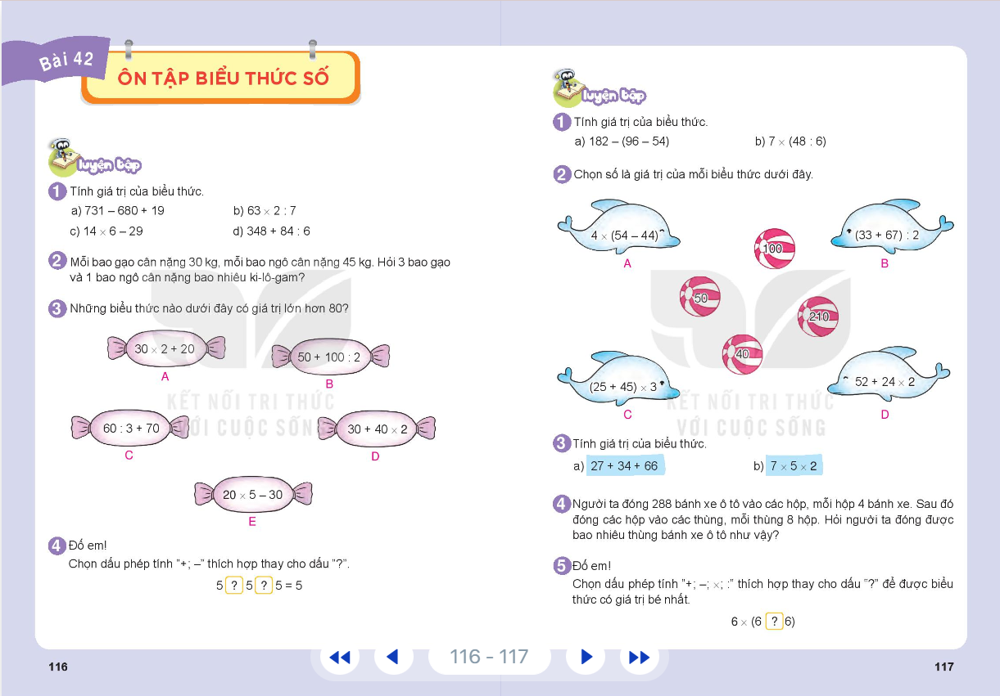 Bài 42
ÔN TẬP BIỂU THỨC SỐ
luyện tập
1 Tính giá trị của biểu thức.
a) 731 – 680 + 19 b) 63 × 2 : 7
c) 14 × 6 – 29 d) 348 + 84 : 6
2 Mỗi bao gạo cân nặng 30 kg, mỗi bao ngô cân nặng 45 kg. Hỏi 3 bao gạo
và 1 bao ngô cân nặng bao nhiêu ki-lô-gam?
3 Những biểu thức nào dưới đây có giá trị lớn hơn 80?
30 × 2 + 20
A
50 + 100 : 2
B
60 : 3 + 70
C
30 + 40 × 2
D
20 × 5 – 30
E
KẾT NỐI TRI THỨC
VỚI CUỘC SỐNG
4 Đố em!
Chọn dấu phép tính "+; –" thích hợp thay cho dấu "?".
5 ? 5 ? 5 = 5
116
luyện tập
1 Tính giá trị của biểu thức.
a) 182 – (96 – 54) b) 7 × (48 : 6)
2 Chọn số là giá trị của mỗi biểu thức dưới đây.
4 × (54 – 44)
A
(33 + 67) : 2
B
100
50
210
40
(25 + 45) × 3
C
52 + 24 × 2
D
KẾT NỐI TRI THỨC
VỚI CUỘC SỐNG
3 Tính giá trị của biểu thức.
a) 27 + 34 + 66 b) 7 × 5 × 2
4 Người ta đóng 288 bánh xe ô tô vào các hộp, mỗi hộp 4 bánh xe. Sau đó
đóng các hộp vào các thùng, mỗi thùng 8 hộp. Hỏi người ta đóng được
bao nhiêu thùng bánh xe ô tô như vậy?
5 Đố em!
Chọn dấu phép tính "+; –; ×; :" thích hợp thay cho dấu "?" để được biểu
thức có giá trị bé nhất.
6 × (6 ? 6)
117
116 - 117